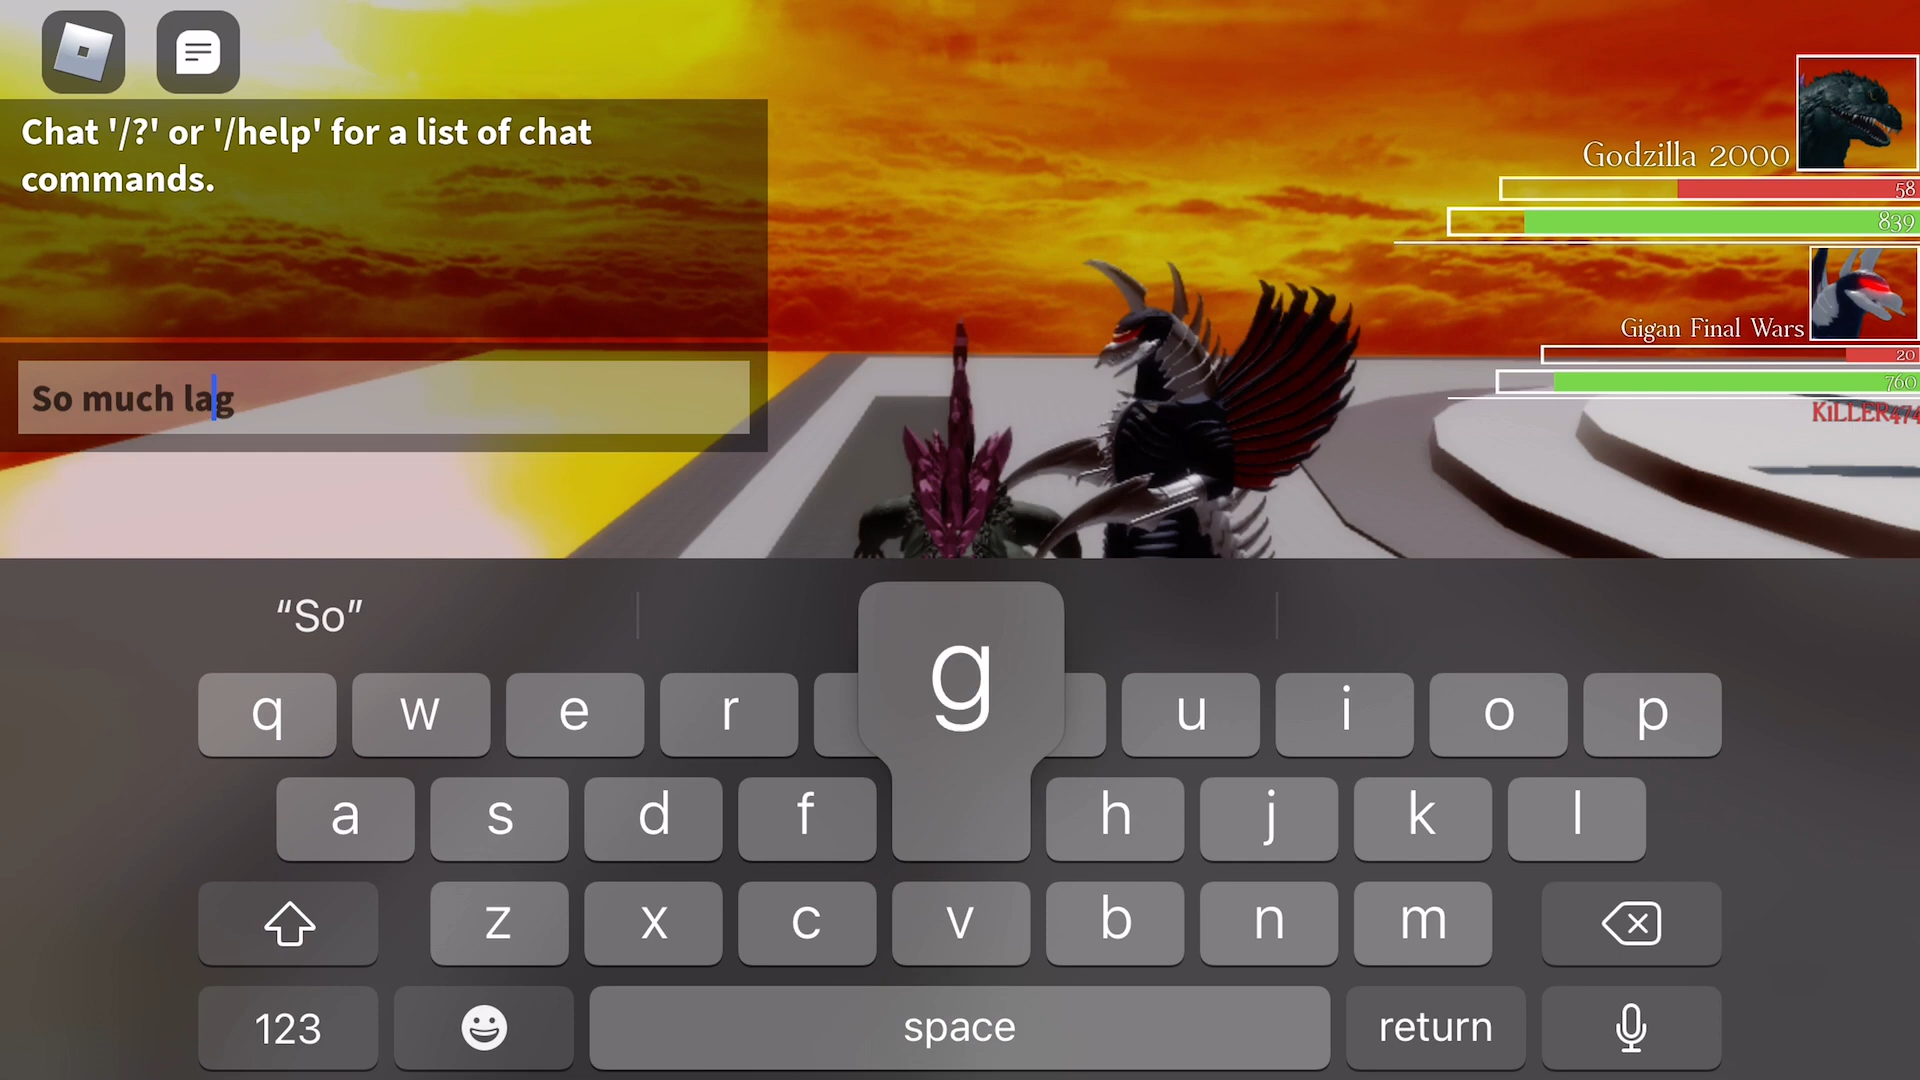 Chat '/?' or '/help' for a list of chat
commands.
So much lag
Godzilla 2000
58
839
Gigan Final Wars
20
760
KiLLER474
“So”
g
q w e r u i o p
a s d f h j k l
z x c v b n m
123 space return